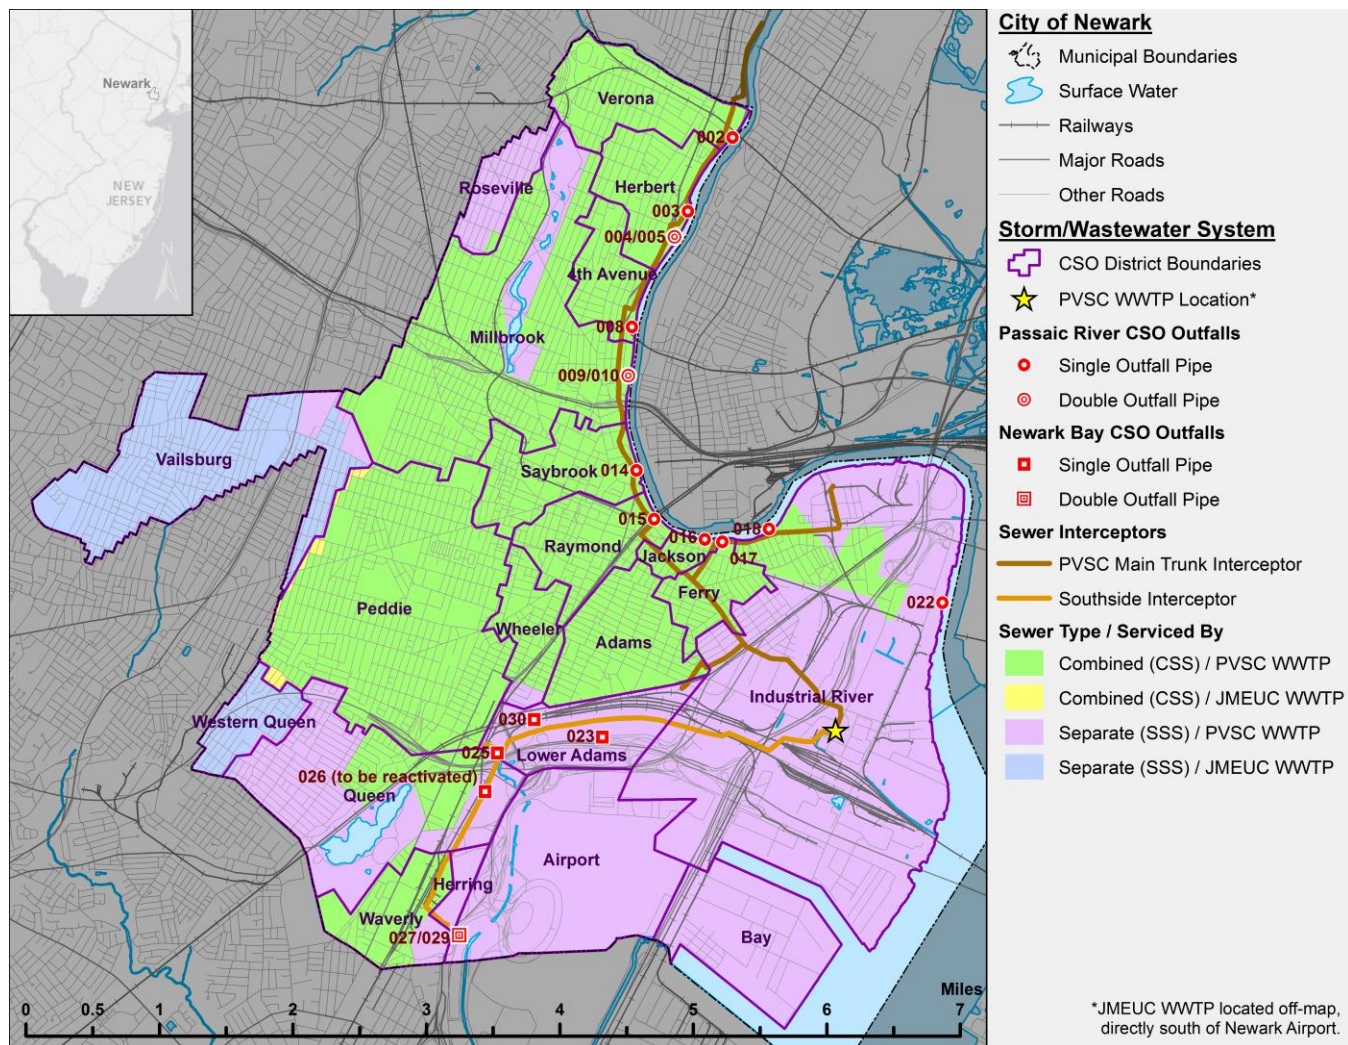 Newark
NEW
JERSEY
N
Verona
002
Roseville
Herbert
003
004/005
4th Avenue
008
Millbrook
009/010
Vailsburg
Saybrook
014
015
018
016
017
Raymond
Jackson
022
Peddie
Ferry
Wheeler
Adams
Industrial River
Western Queen
030
023
025
Lower Adams
026 (to be reactivated)
Queen
Airport
Herring
Waverly
027/029
Bay
Miles
0 0.5 1 2 3 4 5 6 7
City of Newark
Municipal Boundaries
Surface Water
Railways
Major Roads
Other Roads
Storm/Wastewater System
CSO District Boundaries
PVSC WWTP Location*
Passaic River CSO Outfalls
Single Outfall Pipe
Double Outfall Pipe
Newark Bay CSO Outfalls
Single Outfall Pipe
Double Outfall Pipe
Sewer Interceptors
PVSC Main Trunk Interceptor
Southside Interceptor
Sewer Type / Serviced By
Combined (CSS) / PVSC WWTP
Combined (CSS) / JMEUC WWTP
Separate (SSS) / PVSC WWTP
Separate (SSS) / JMEUC WWTP
*JMEUC WWTP located off-map,
directly south of Newark Airport.